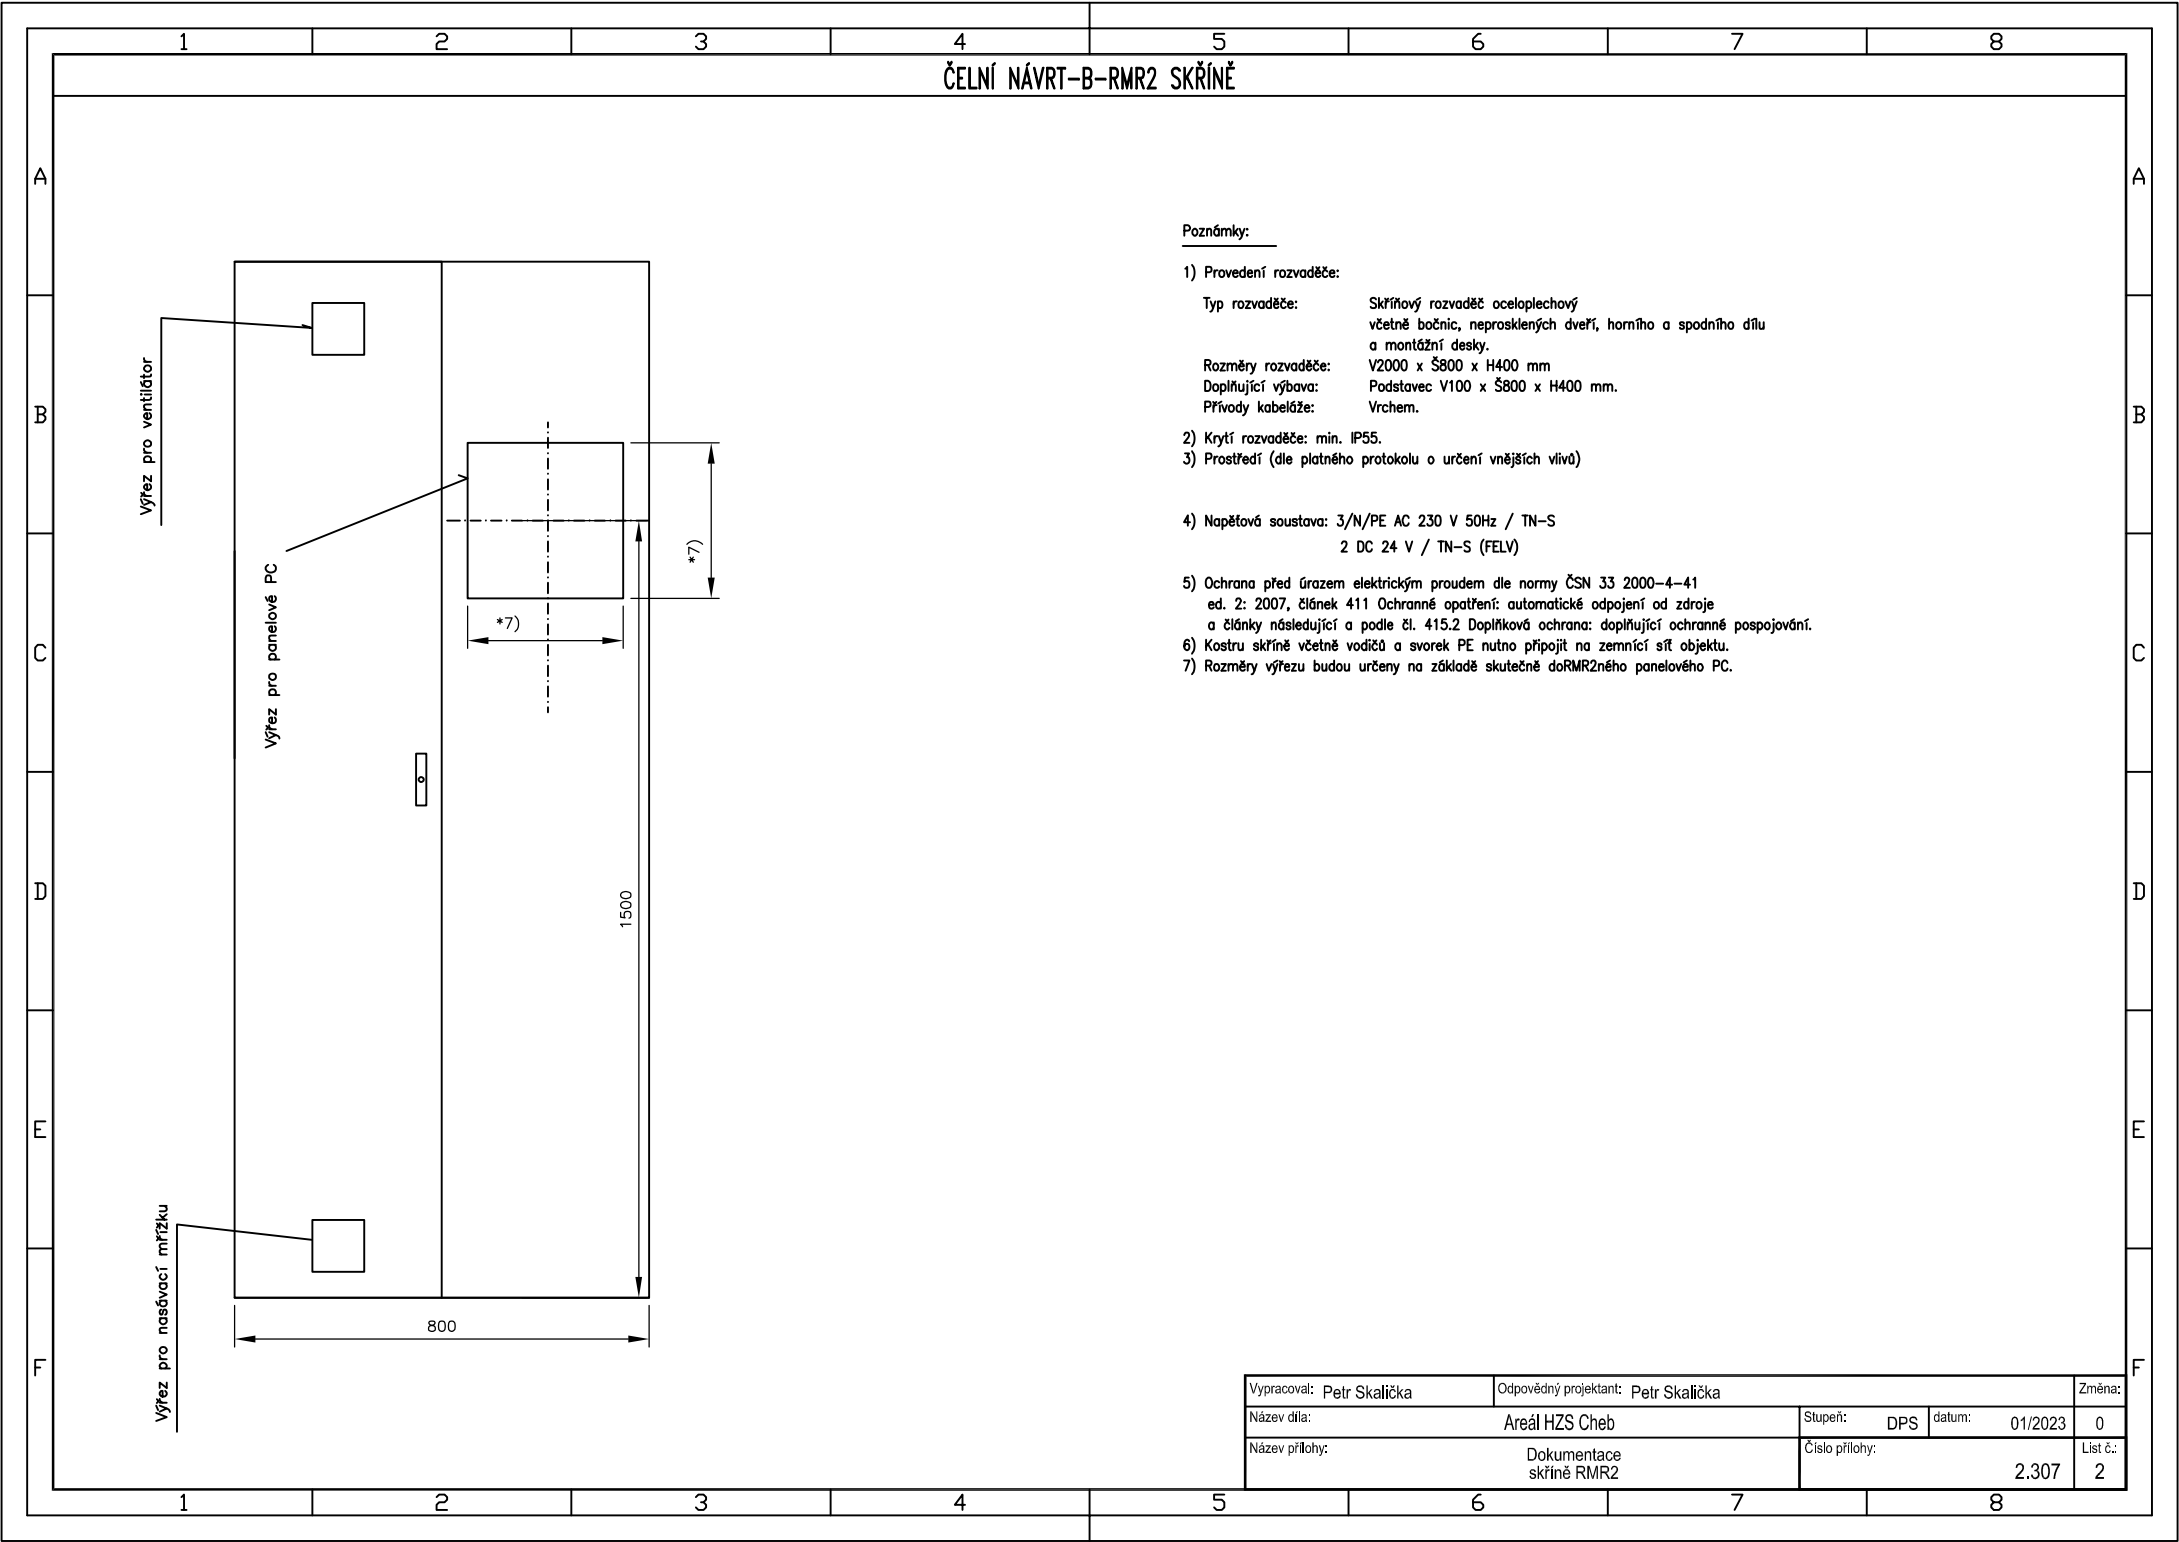 1 2 3 4 5 6 7 8
ČELNÍ NÁVRT-B-RMR2 SKŘÍNĚ
A A
B B
C C
D D
E E
F F
Výřez pro ventilátor
Výřez pro panelové PC
Výřez pro nasávací mřížku
*7)
*7)
1500
800
Poznámky:
1) Provedení rozvaděče:
Typ rozvaděče: Skříňový rozvaděč oceloplechový
včetně bočnic, neprosklených dveří, horního a spodního dílu
a montážní desky.
Rozměry rozvaděče: V2000 x Š800 x H400 mm
Doplňující výbava: Podstavec V100 x Š800 x H400 mm.
Přívody kabeláže: Vrchem.
2) Krytí rozvaděče: min. IP55.
3) Prostředí (dle platného protokolu o určení vnějších vlivů)
4) Napěťová soustava: 3/N/PE AC 230 V 50Hz / TN-S
2 DC 24 V / TN-S (FELV)
5) Ochrana před úrazem elektrickým proudem dle normy ČSN 33 2000-4-41
ed. 2: 2007, článek 411 Ochranné opatření: automatické odpojení od zdroje
a články následující a podle čl. 415.2 Doplňková ochrana: doplňující ochranné pospojování.
6) Kostru skříně včetně vodičů a svorek PE nutno připojit na zemnící síť objektu.
7) Rozměry výřezu budou určeny na základě skutečně doRMR2ného panelového PC.
Vypracoval: Petr Skalička Odpovědný projektant: Petr Skalička Změna:
Název díla: Areál HZS Cheb Stupeň: DPS datum: 01/2023 0
Název přílohy: Dokumentace Číslo přílohy: List č.:
skříně RMR2 2.307 2
1 2 3 4 5 6 7 8